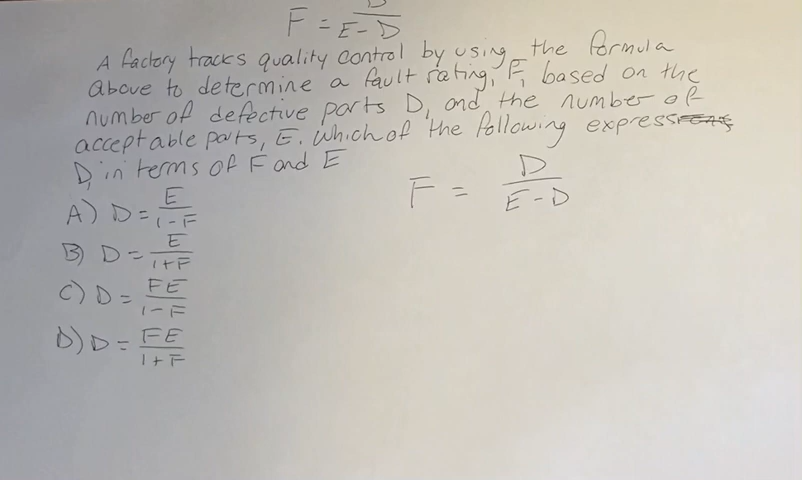 F = D / E - D
A factory tracks quality control by using the formula
above to determine a fault rating, F, based on the
number of defective parts D, and the number of
acceptable parts, E. Which of the following express
D, in terms of F and E
F = D / E - D
A) D = E / 1 - F
B) D = E / 1 + F
C) D = FE / 1 - F
D) D = FE / 1 + F